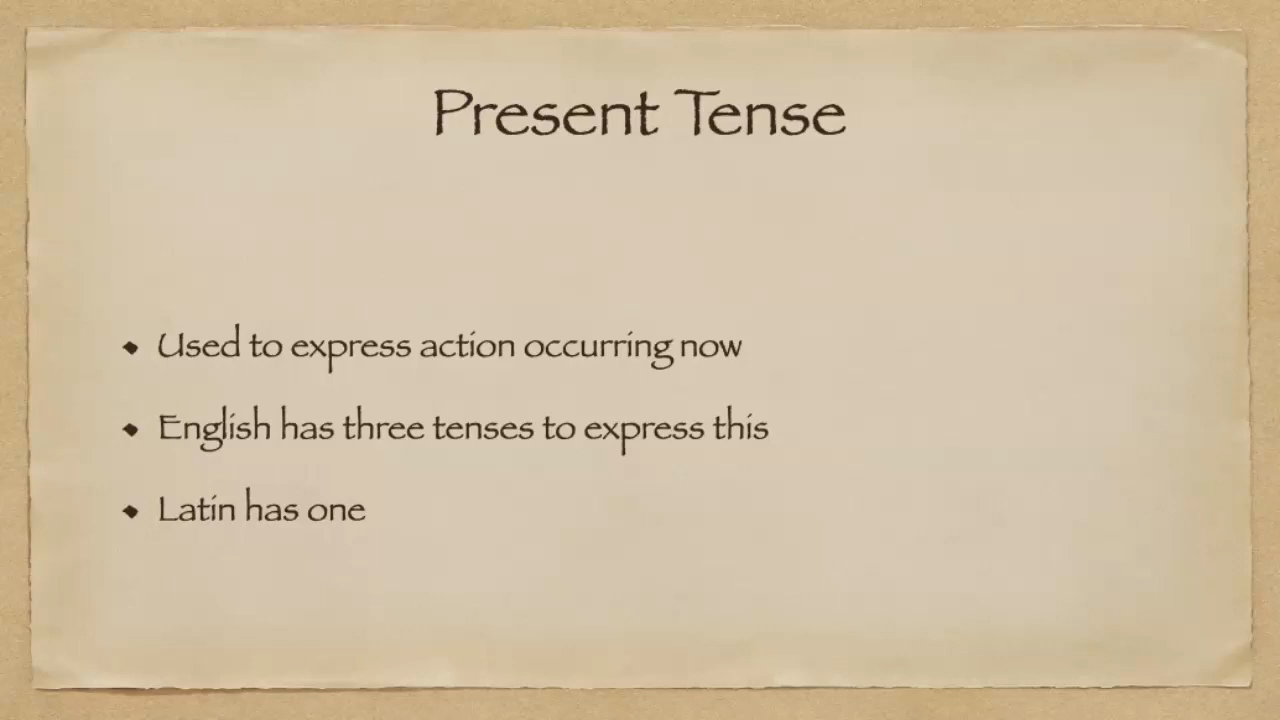 Present Tense
Used to express action occurring now
English has three tenses to express this
Latin has one